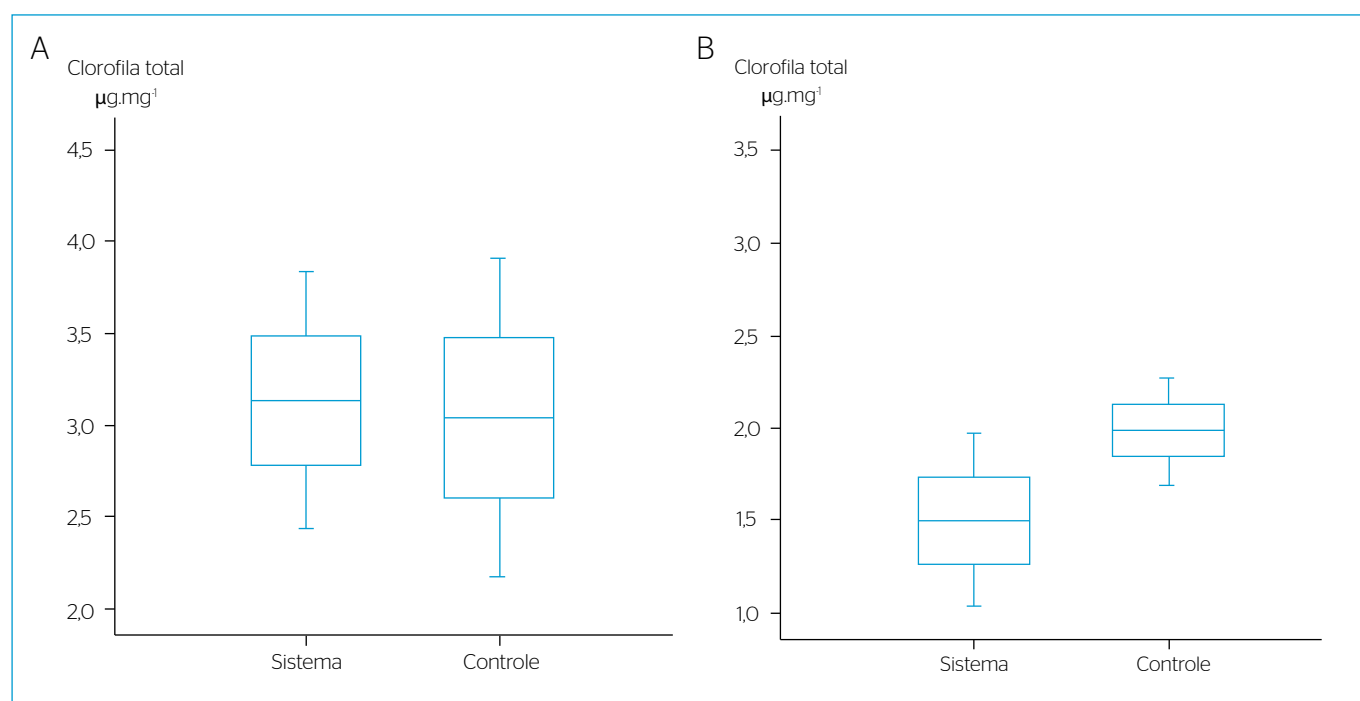 A
Clorofila total
µg.mg⁻¹
4,5
4,0
3,5
3,0
2,5
2,0
Sistema Controle
B
Clorofila total
µg.mg⁻¹
3,5
3,0
2,5
2,0
1,5
1,0
Sistema Controle